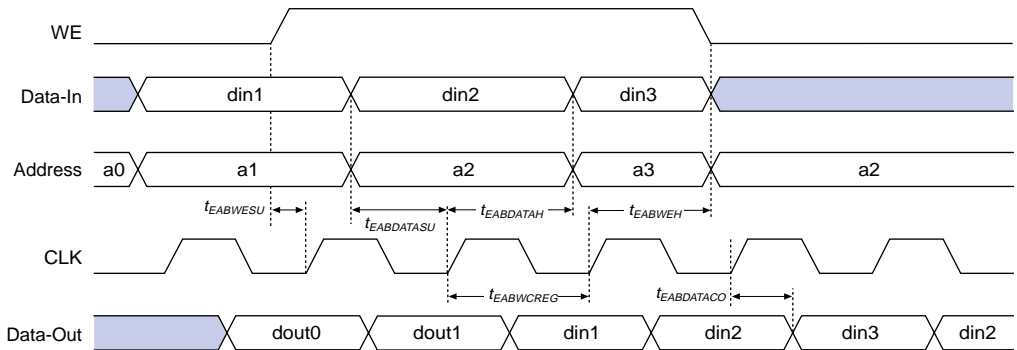 WE
Data-In din1 din2 din3
Address a0 a1 a2 a3 a2
tEABWESU tEABDATASU tEABDATAH tEABWEH
CLK
tEABWCREG tEABDATACO
Data-Out dout0 dout1 din1 din2 din3 din2